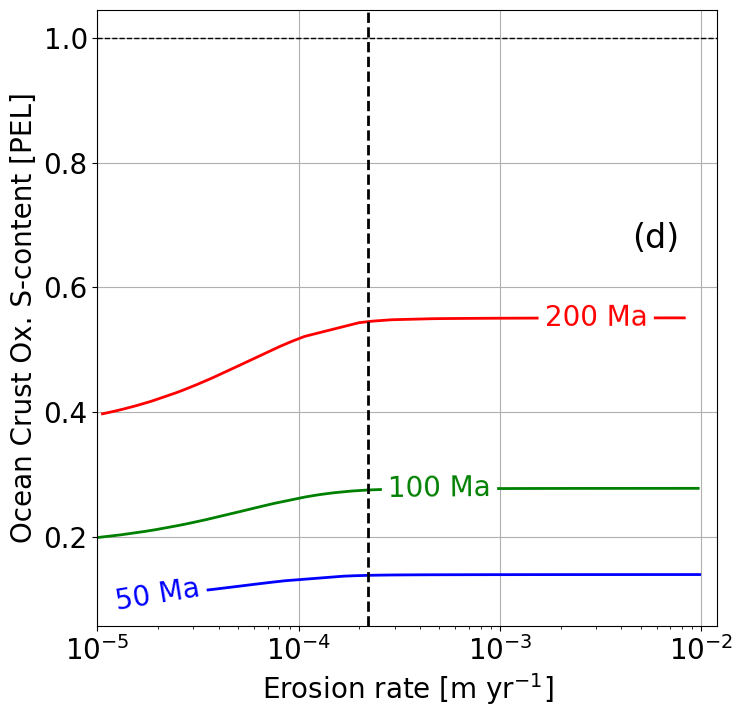 Ocean Crust Ox. S-content [PEL]
1.0
0.8
0.6
0.4
0.2
(d)
200 Ma
100 Ma
50 Ma
10⁻⁵ 10⁻⁴ 10⁻³ 10⁻²
Erosion rate [m yr⁻¹]